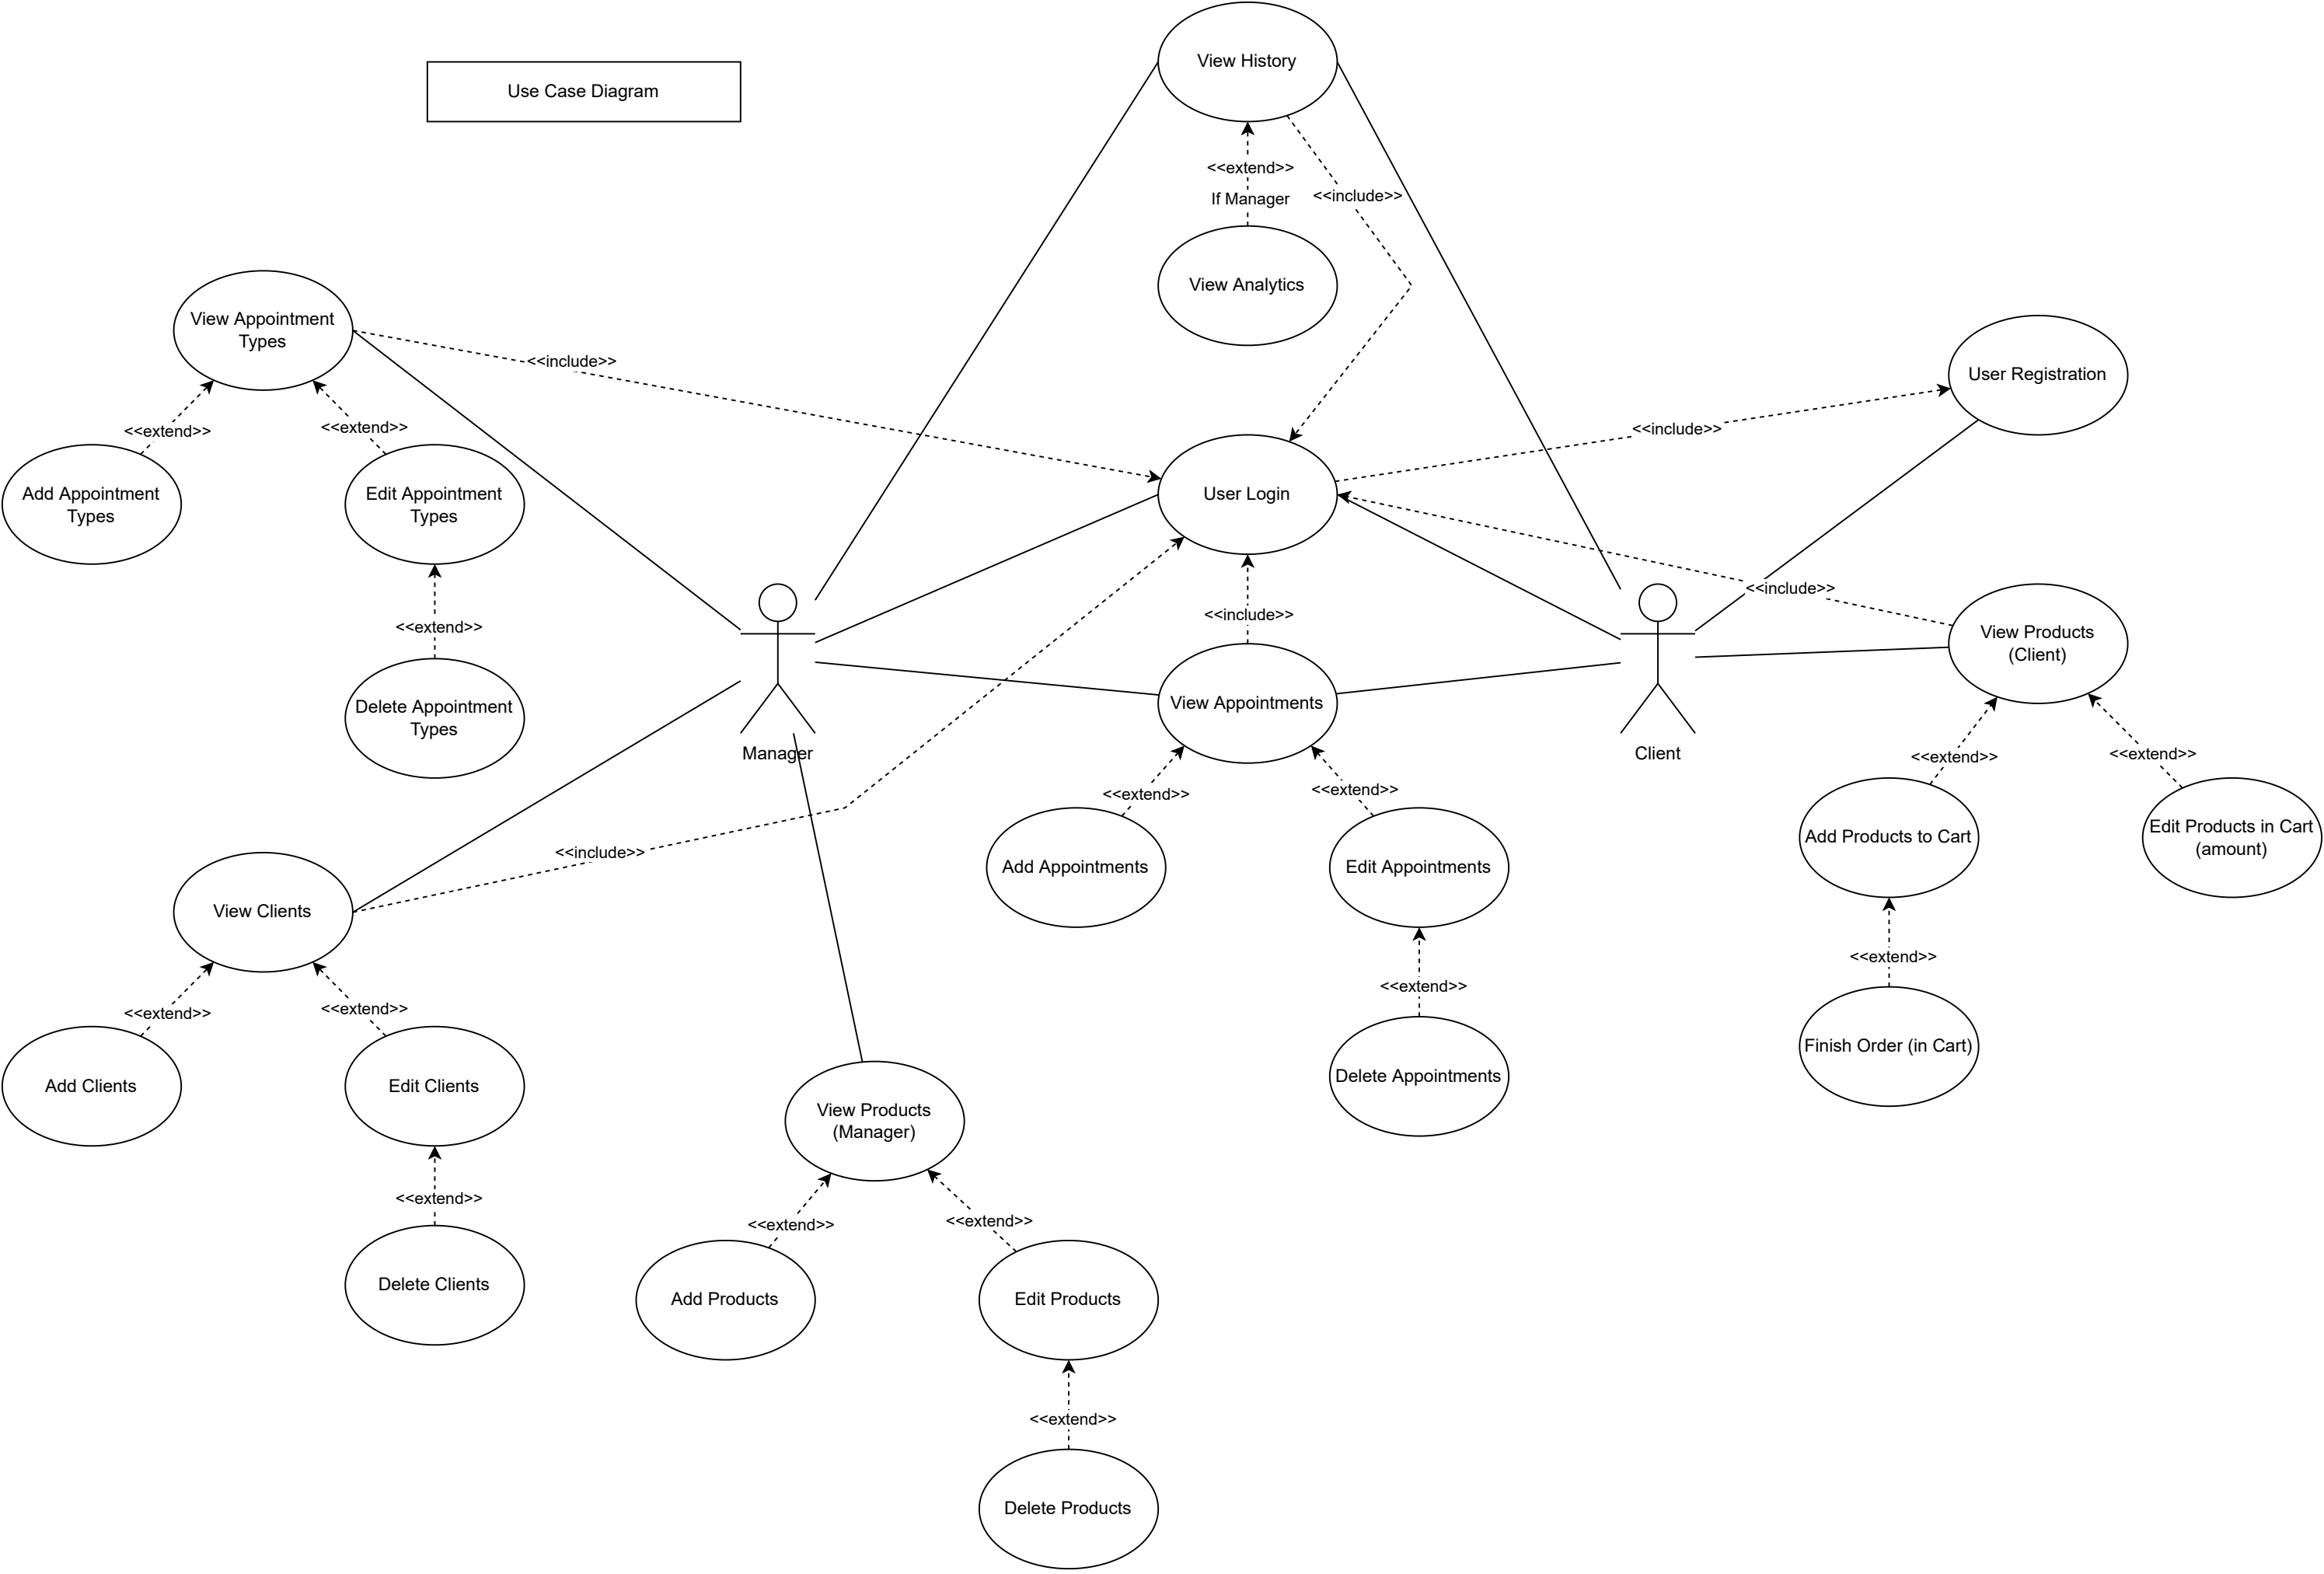 View History
Use Case Diagram
<<extend>>
If Manager
<<include>>
View Analytics
View Appointment
Types
<<include>>
User Registration
<<extend>>
<<extend>>
<<include>>
Add Appointment
Types
Edit Appointment
Types
User Login
<<include>>
<<extend>>
<<include>>
View Products
(Client)
Delete Appointment
Types
View Appointments
Manager
Client
<<extend>>
<<extend>>
<<extend>>
<<extend>>
Add Products to Cart
Edit Products in Cart
(amount)
<<include>>
Add Appointments
Edit Appointments
View Clients
<<extend>>
<<extend>>
<<extend>>
<<extend>>
Finish Order (in Cart)
Add Clients
Edit Clients
Delete Appointments
View Products
(Manager)
<<extend>>
<<extend>>
<<extend>>
Delete Clients
Add Products
Edit Products
<<extend>>
Delete Products